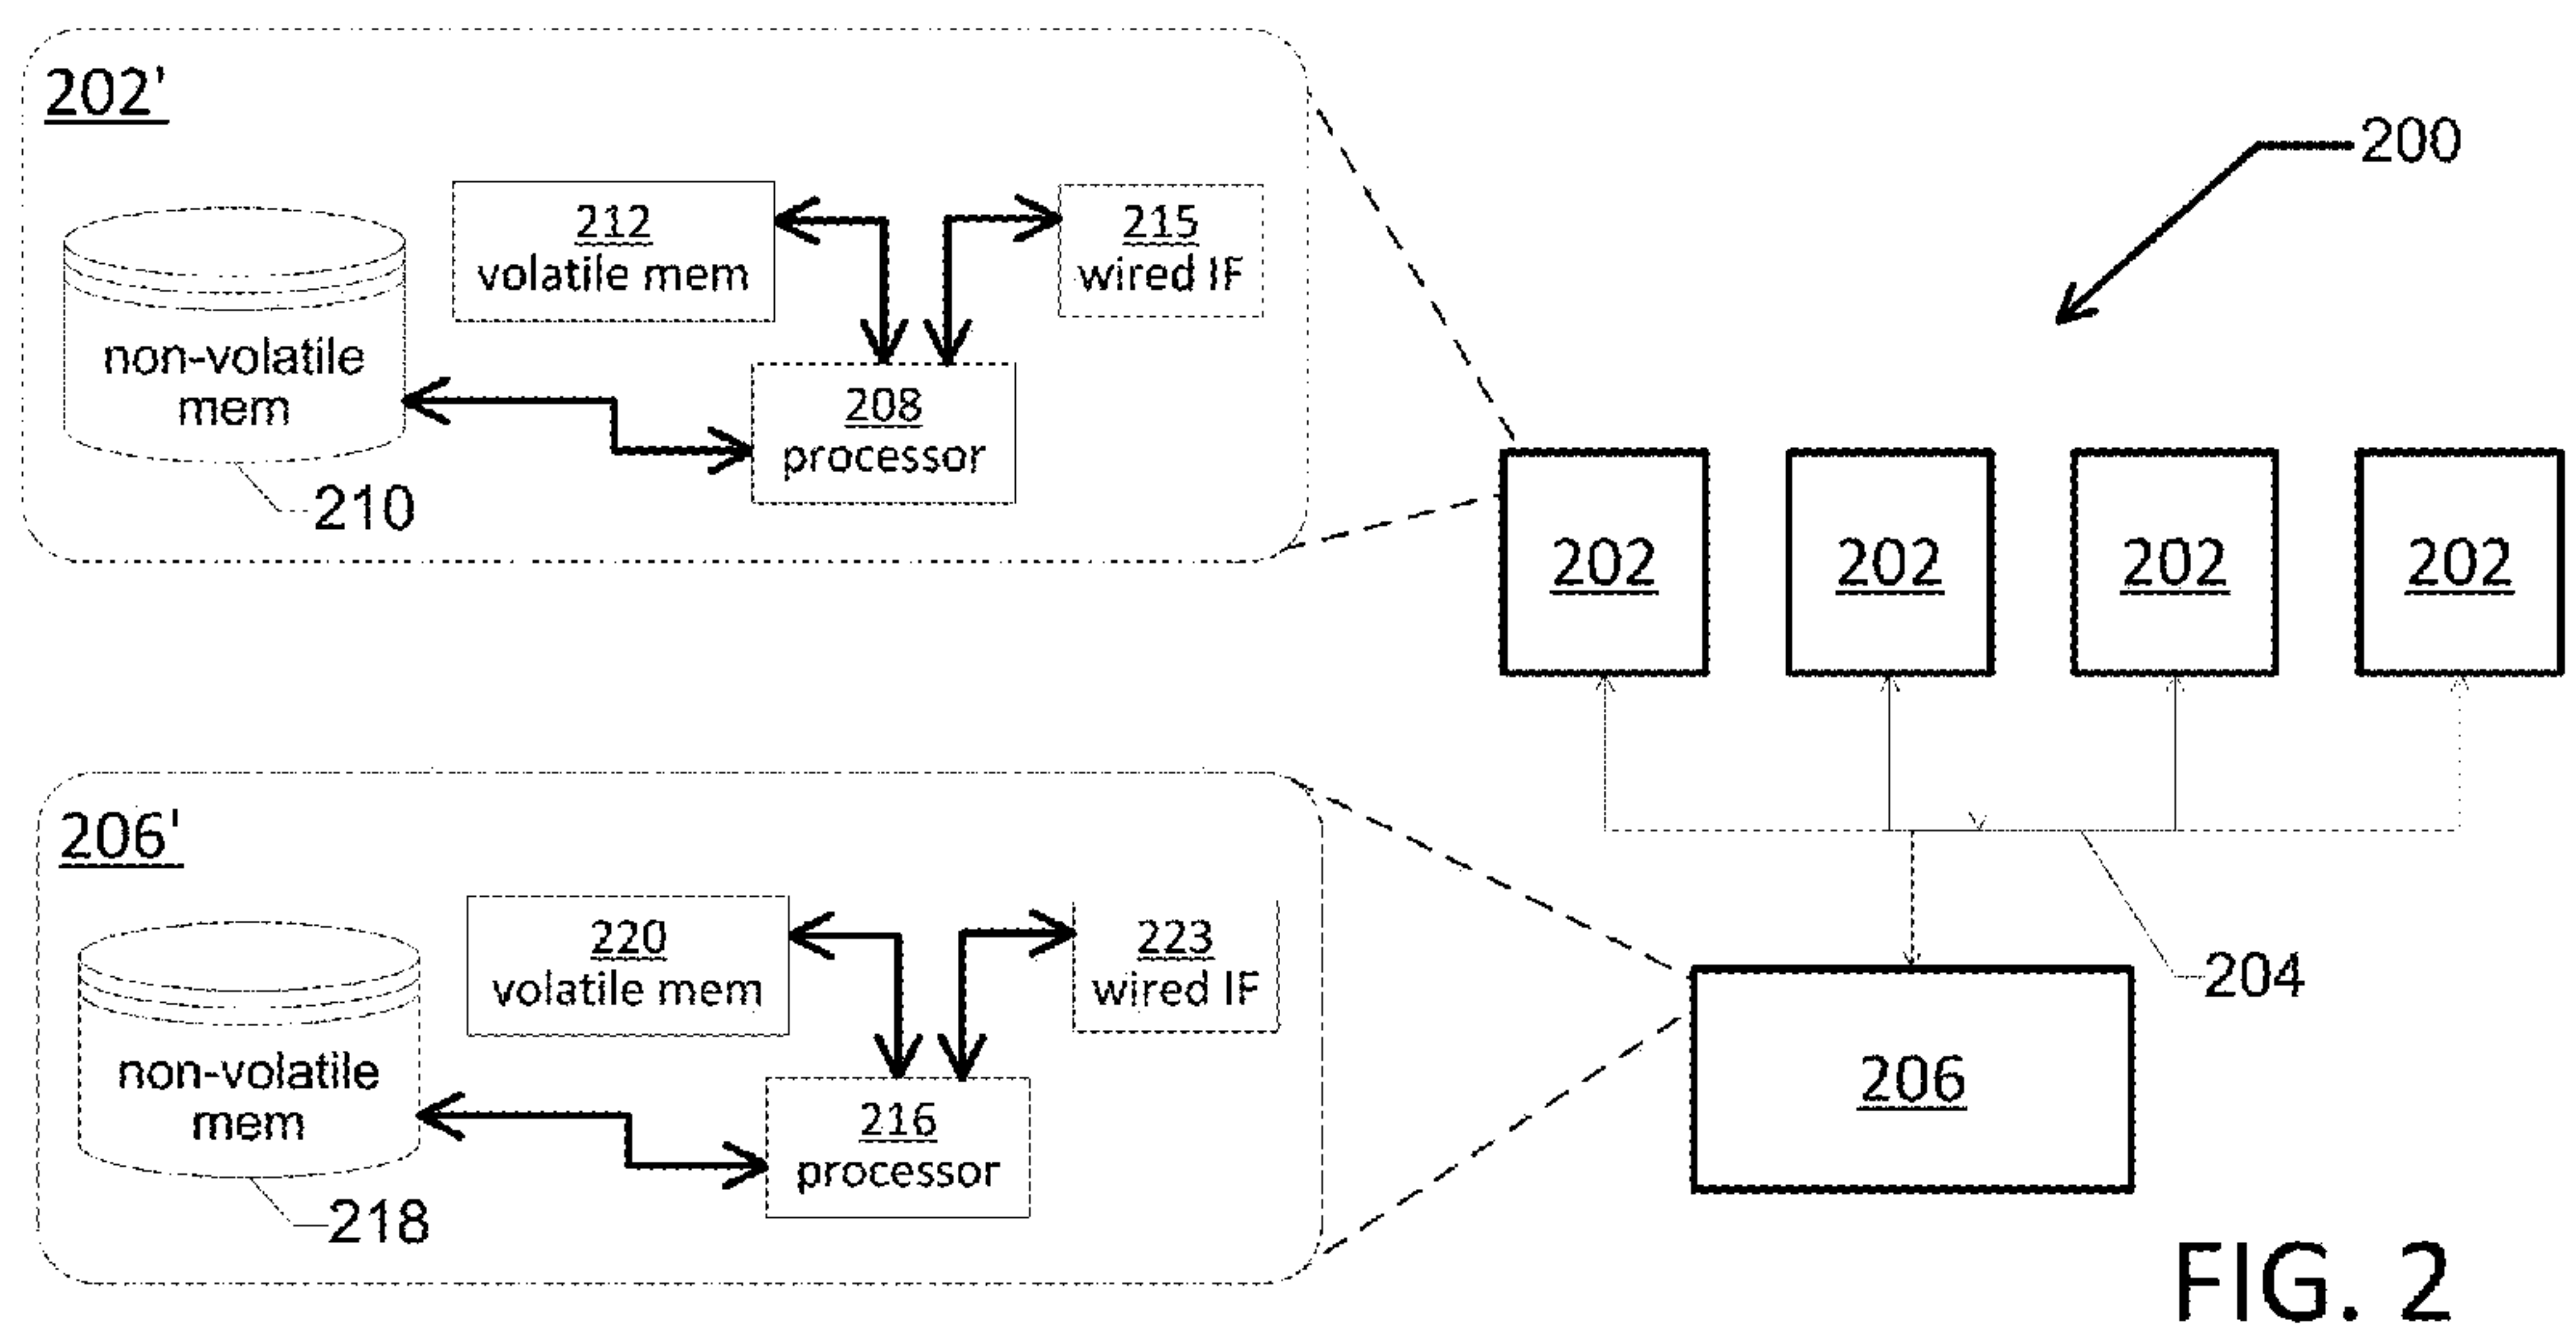 202'
200
212
volatile mem
215
wired IF
non-volatile
mem
208
processor
210
202
202
202
202
206'
220
volatile mem
223
wired IF
204
non-volatile
mem
216
processor
206
218
FIG. 2